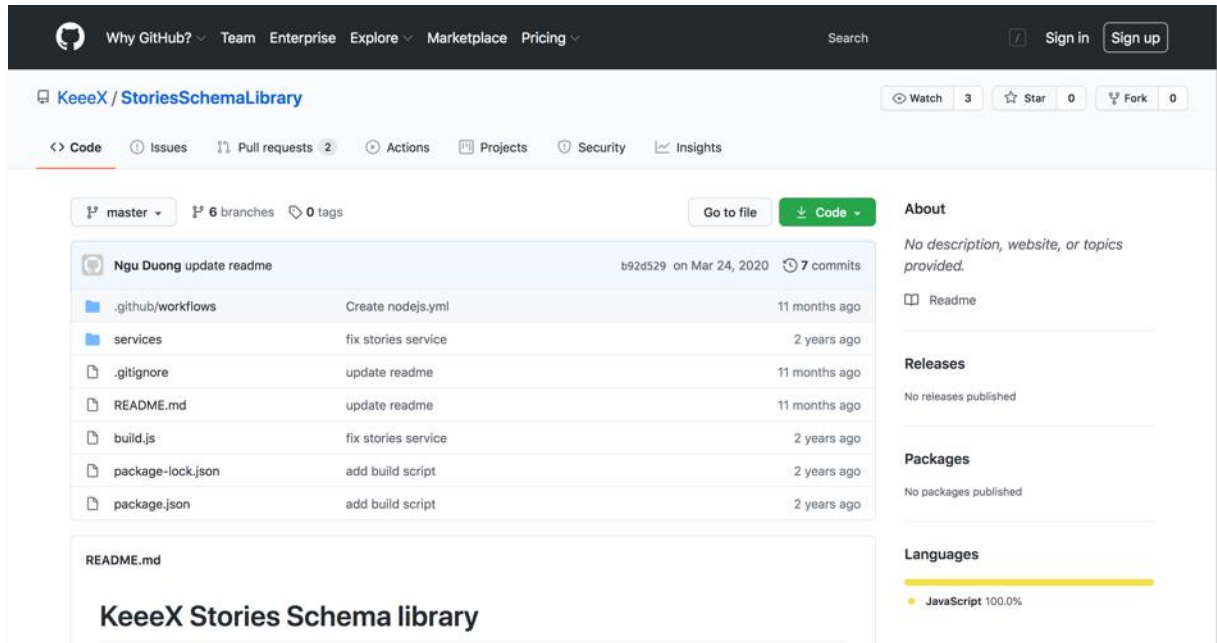 Why GitHub? Team Enterprise Explore Marketplace Pricing Search / Sign in Sign up
KeeeX / StoriesSchemaLibrary Watch 3 Star 0 Fork 0
<> Code Issues Pull requests 2 Actions Projects Security Insights
master 6 branches 0 tags Go to file Code
Ngu Duong update readme b92d529 on Mar 24, 2020 7 commits
.github/workflows Create nodejs.yml 11 months ago
services fix stories service 2 years ago
.gitignore update readme 11 months ago
README.md update readme 11 months ago
build.js fix stories service 2 years ago
package-lock.json add build script 2 years ago
package.json add build script 2 years ago
README.md
KeeeX Stories Schema library
About
No description, website, or topics
provided.
Readme
Releases
No releases published
Packages
No packages published
Languages
JavaScript 100.0%